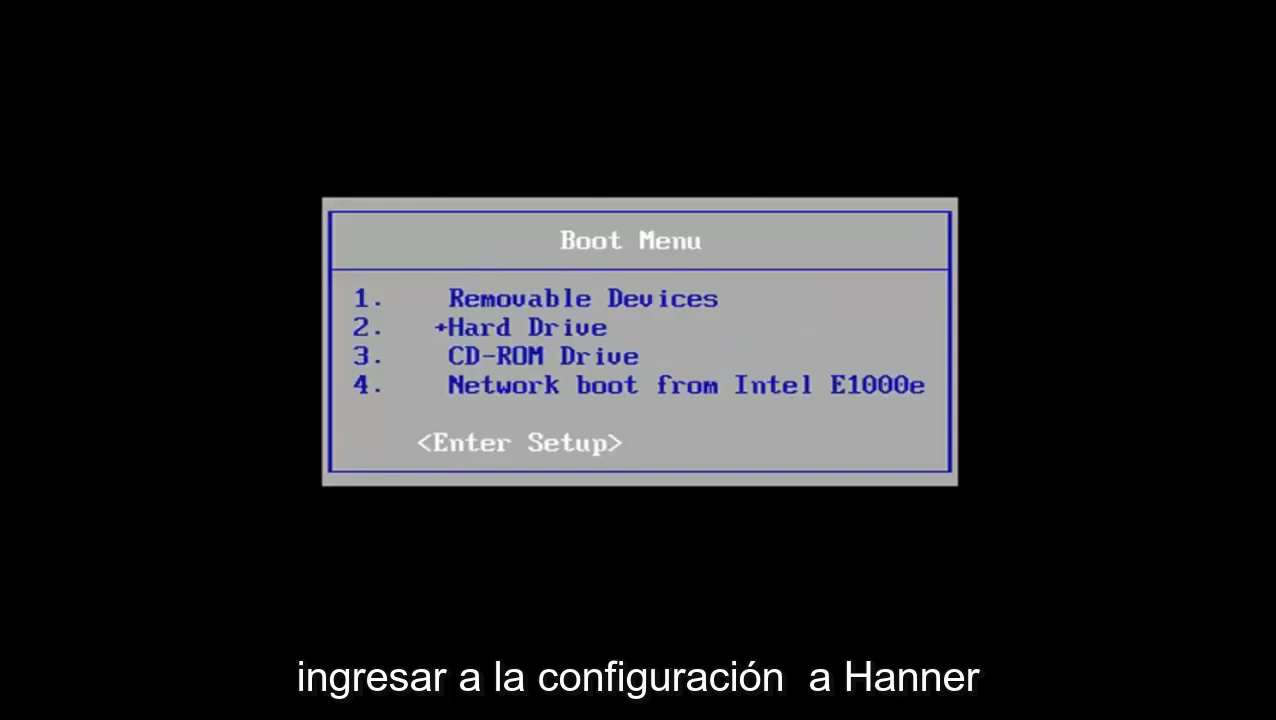 Boot Menu
1. Removable Devices
2. +Hard Drive
3. CD-ROM Drive
4. Network boot from Intel E1000e
<Enter Setup>
ingresar a la configuración  a Hanner